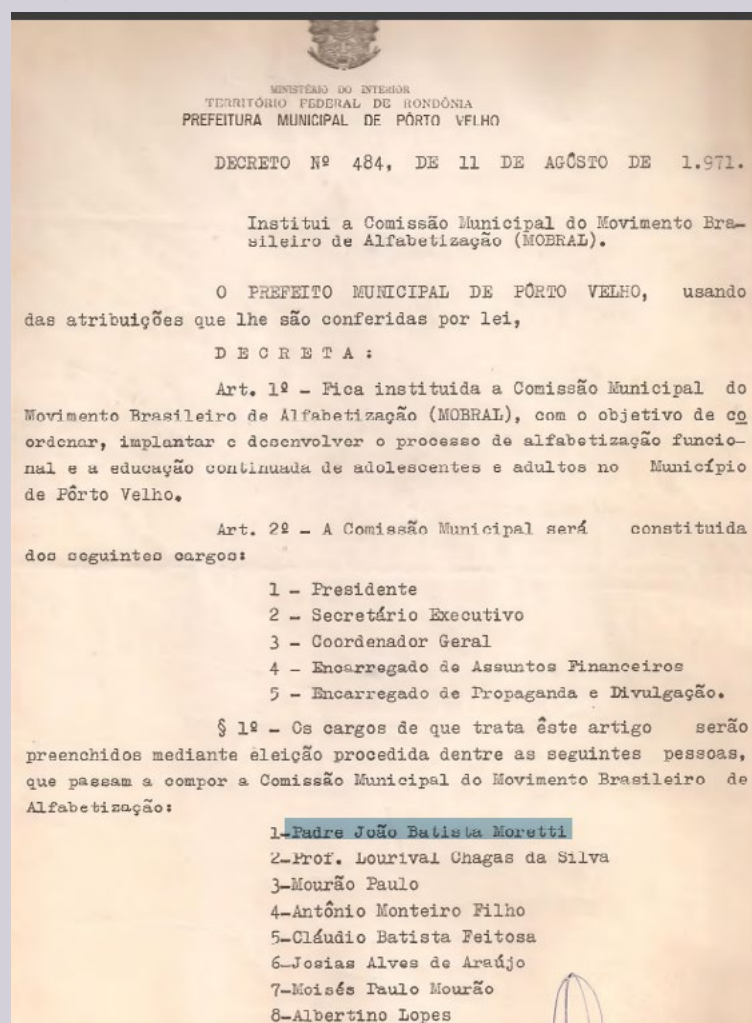 MINISTÉRIO DO INTERIOR
TERRITÓRIO FEDERAL DE RONDÔNIA
PREFEITURA MUNICIPAL DE PÔRTO VELHO
DECRETO Nº 484, DE 11 DE AGÔSTO DE 1.971.
Institui a Comissão Municipal do Movimento Bra-
sileiro de Alfabetização (MOBRAL).
O PREFEITO MUNICIPAL DE PÔRTO VELHO, usando
das atribuições que lhe são conferidas por lei,
D E C R E T A :
Art. 1º - Fica instituida a Comissão Municipal do
Movimento Brasileiro de Alfabetização (MOBRAL), com o objetivo de co
ordenar, implantar e desenvolver o processo de alfabetização funcio-
nal e a educação continuada de adolescentes e adultos no Município
de Pôrto Velho.
Art. 2º - A Comissão Municipal será constituida
dos seguintes cargos:
1 - Presidente
2 - Secretário Executivo
3 - Coordenador Geral
4 - Encarregado de Assuntos Financeiros
5 - Encarregado de Propaganda e Divulgação.
§ 1º - Os cargos de que trata êste artigo serão
preenchidos mediante eleição procedida dentre as seguintes pessoas,
que passam a compor a Comissão Municipal do Movimento Brasileiro de
Alfabetização:
1-Padre João Batista Moretti
2-Prof. Lourival Chagas da Silva
3-Mourão Paulo
4-Antônio Monteiro Filho
5-Cláudio Batista Feitosa
6-Josias Alves de Araújo
7-Moisés Paulo Mourão
8-Albertino Lopes